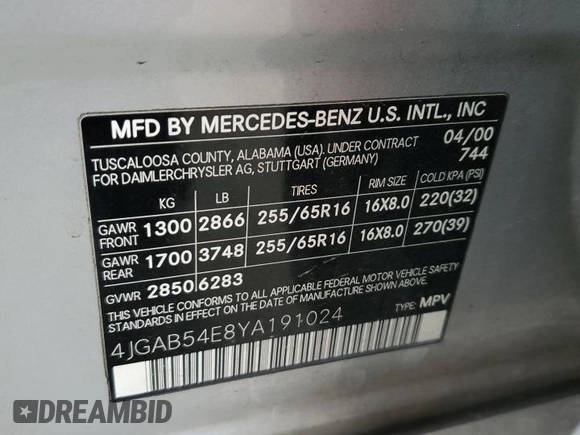 MFD BY MERCEDES-BENZ U.S. INTL., INC
TUSCALOOSA COUNTY, ALABAMA (USA). UNDER CONTRACT 04/00
FOR DAIMLERCHRYSLER AG, STUTTGART (GERMANY) 744
KG LB TIRES RIM SIZE COLD KPA (PSI)
GAWR FRONT 1300 2866 255/65R16 16X8.0 220(32)
GAWR REAR 1700 3748 255/65R16 16X8.0 270(39)
GVWR 2850 6283
THIS VEHICLE CONFORMS TO ALL APPLICABLE FEDERAL MOTOR VEHICLE SAFETY
STANDARDS IN EFFECT ON THE DATE OF MANUFACTURE SHOWN ABOVE.
4JGAB54E8YA191024 TYPE: MPV
DREAMBID